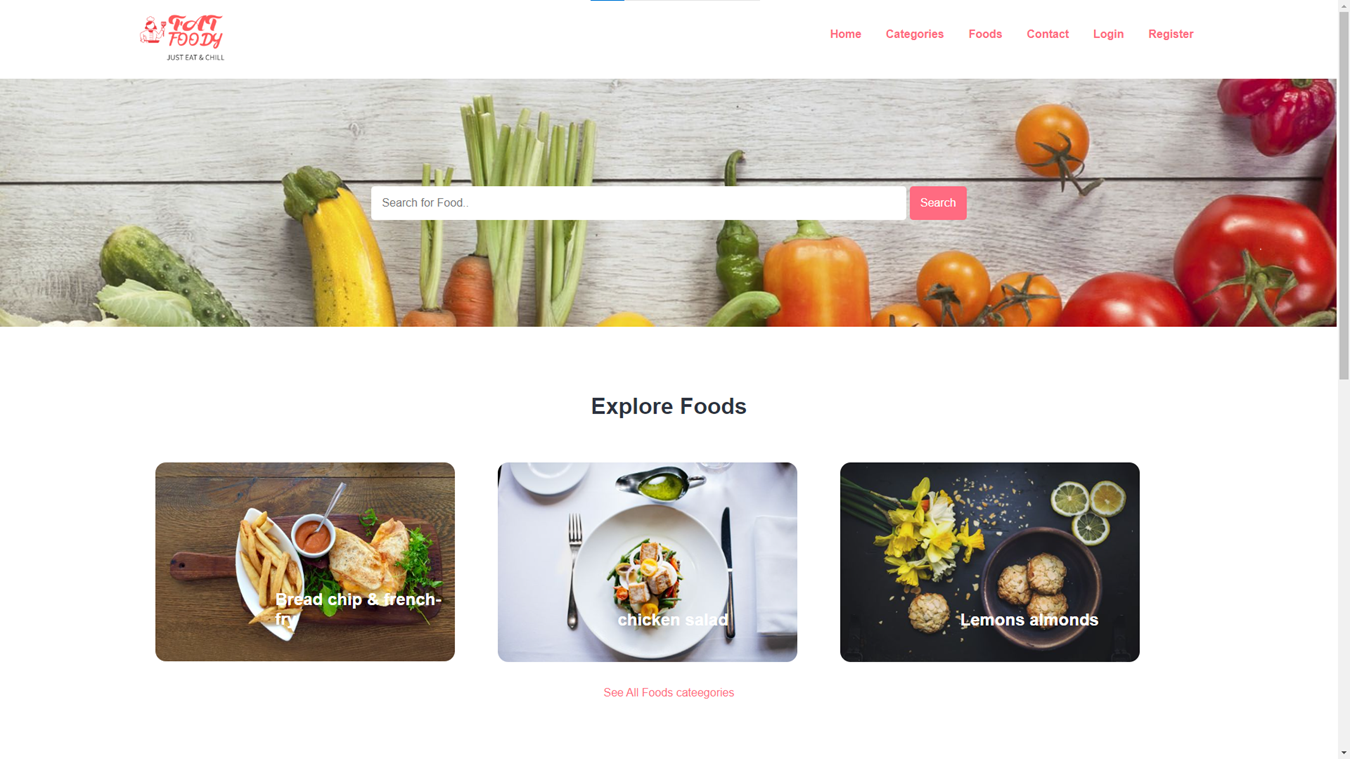 FAT
FOODY
JUST EAT & CHILL
Home
Categories
Foods
Contact
Login
Register
Search for Food..
Search
Explore Foods
Bread chip & french-
fry
chicken salad
Lemons almonds
See All Foods cateegories